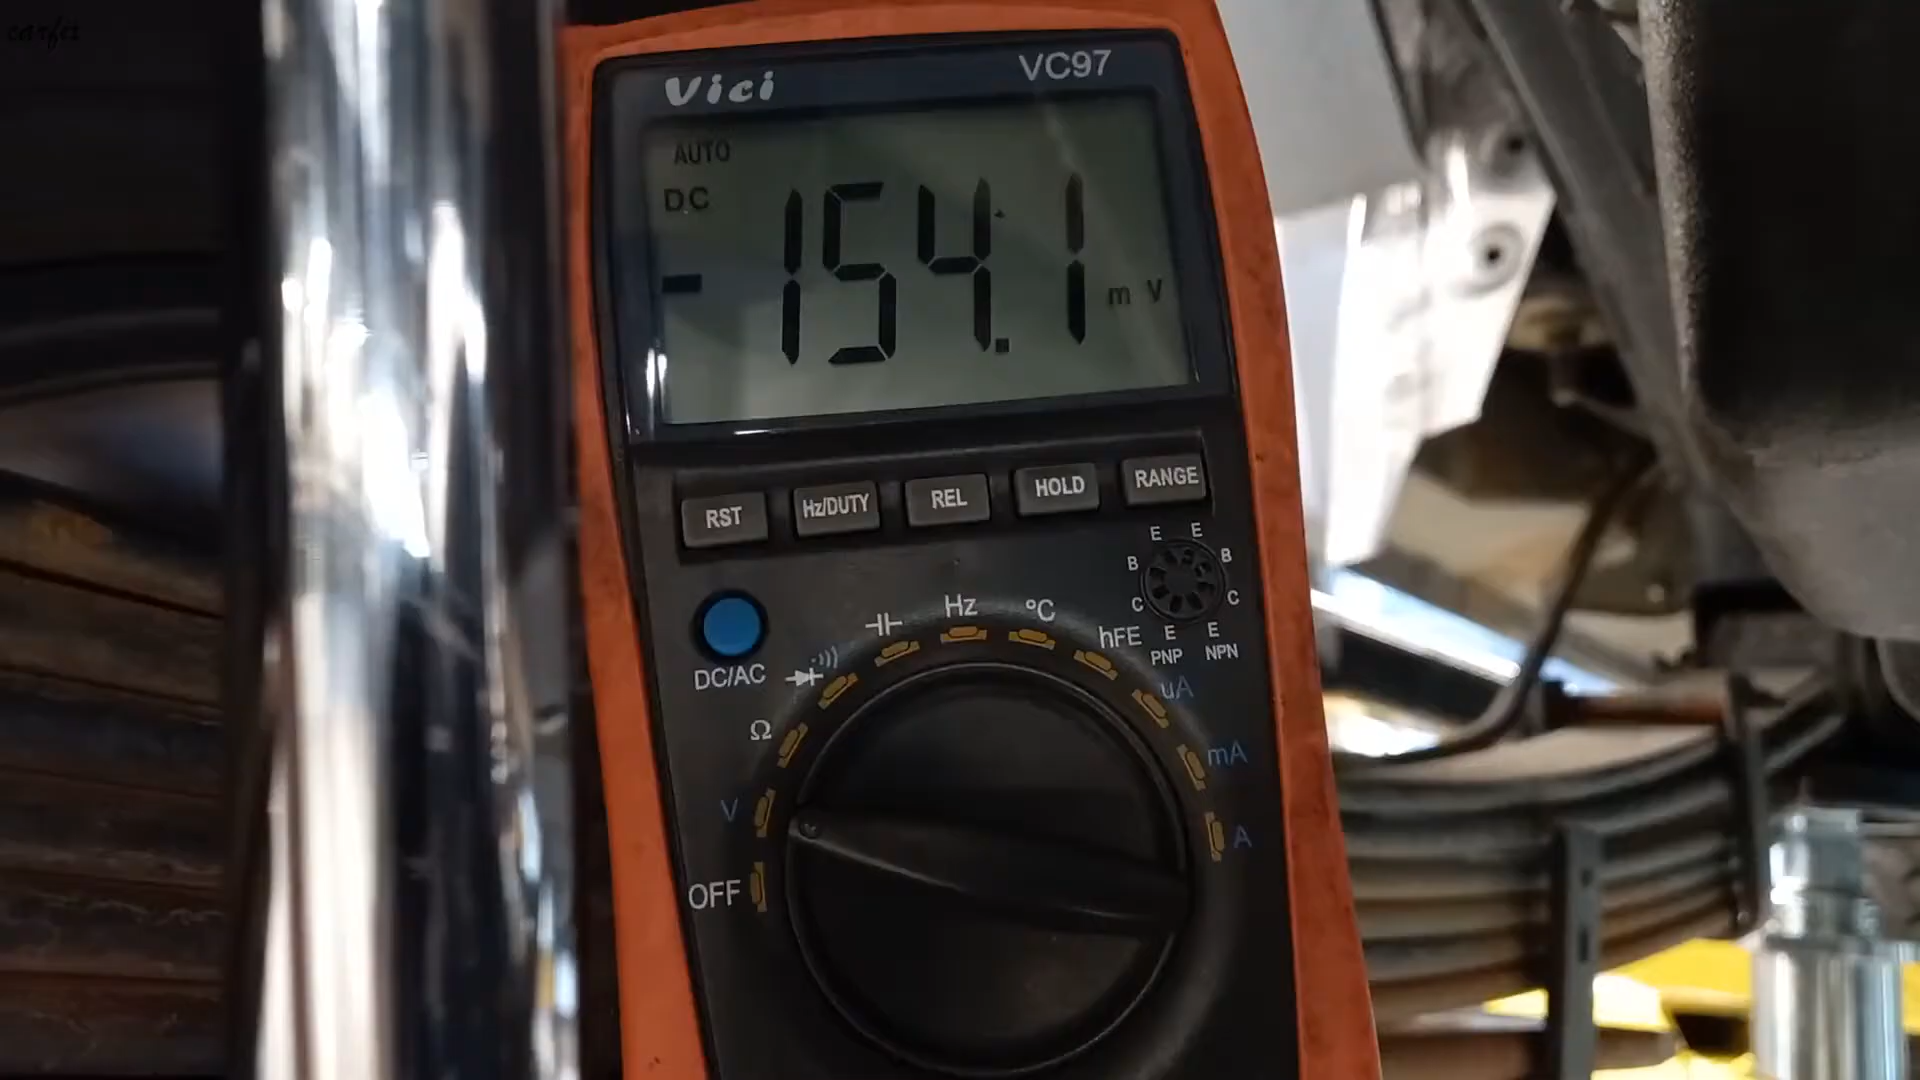 carfit
Vici VC97
AUTO
DC
-154.1 mV
RST Hz/DUTY REL HOLD RANGE
E E
B B
C C
E E
PNP NPN
DC/AC
Hz °C
hFE
uA
Ω
mA
V
A
OFF